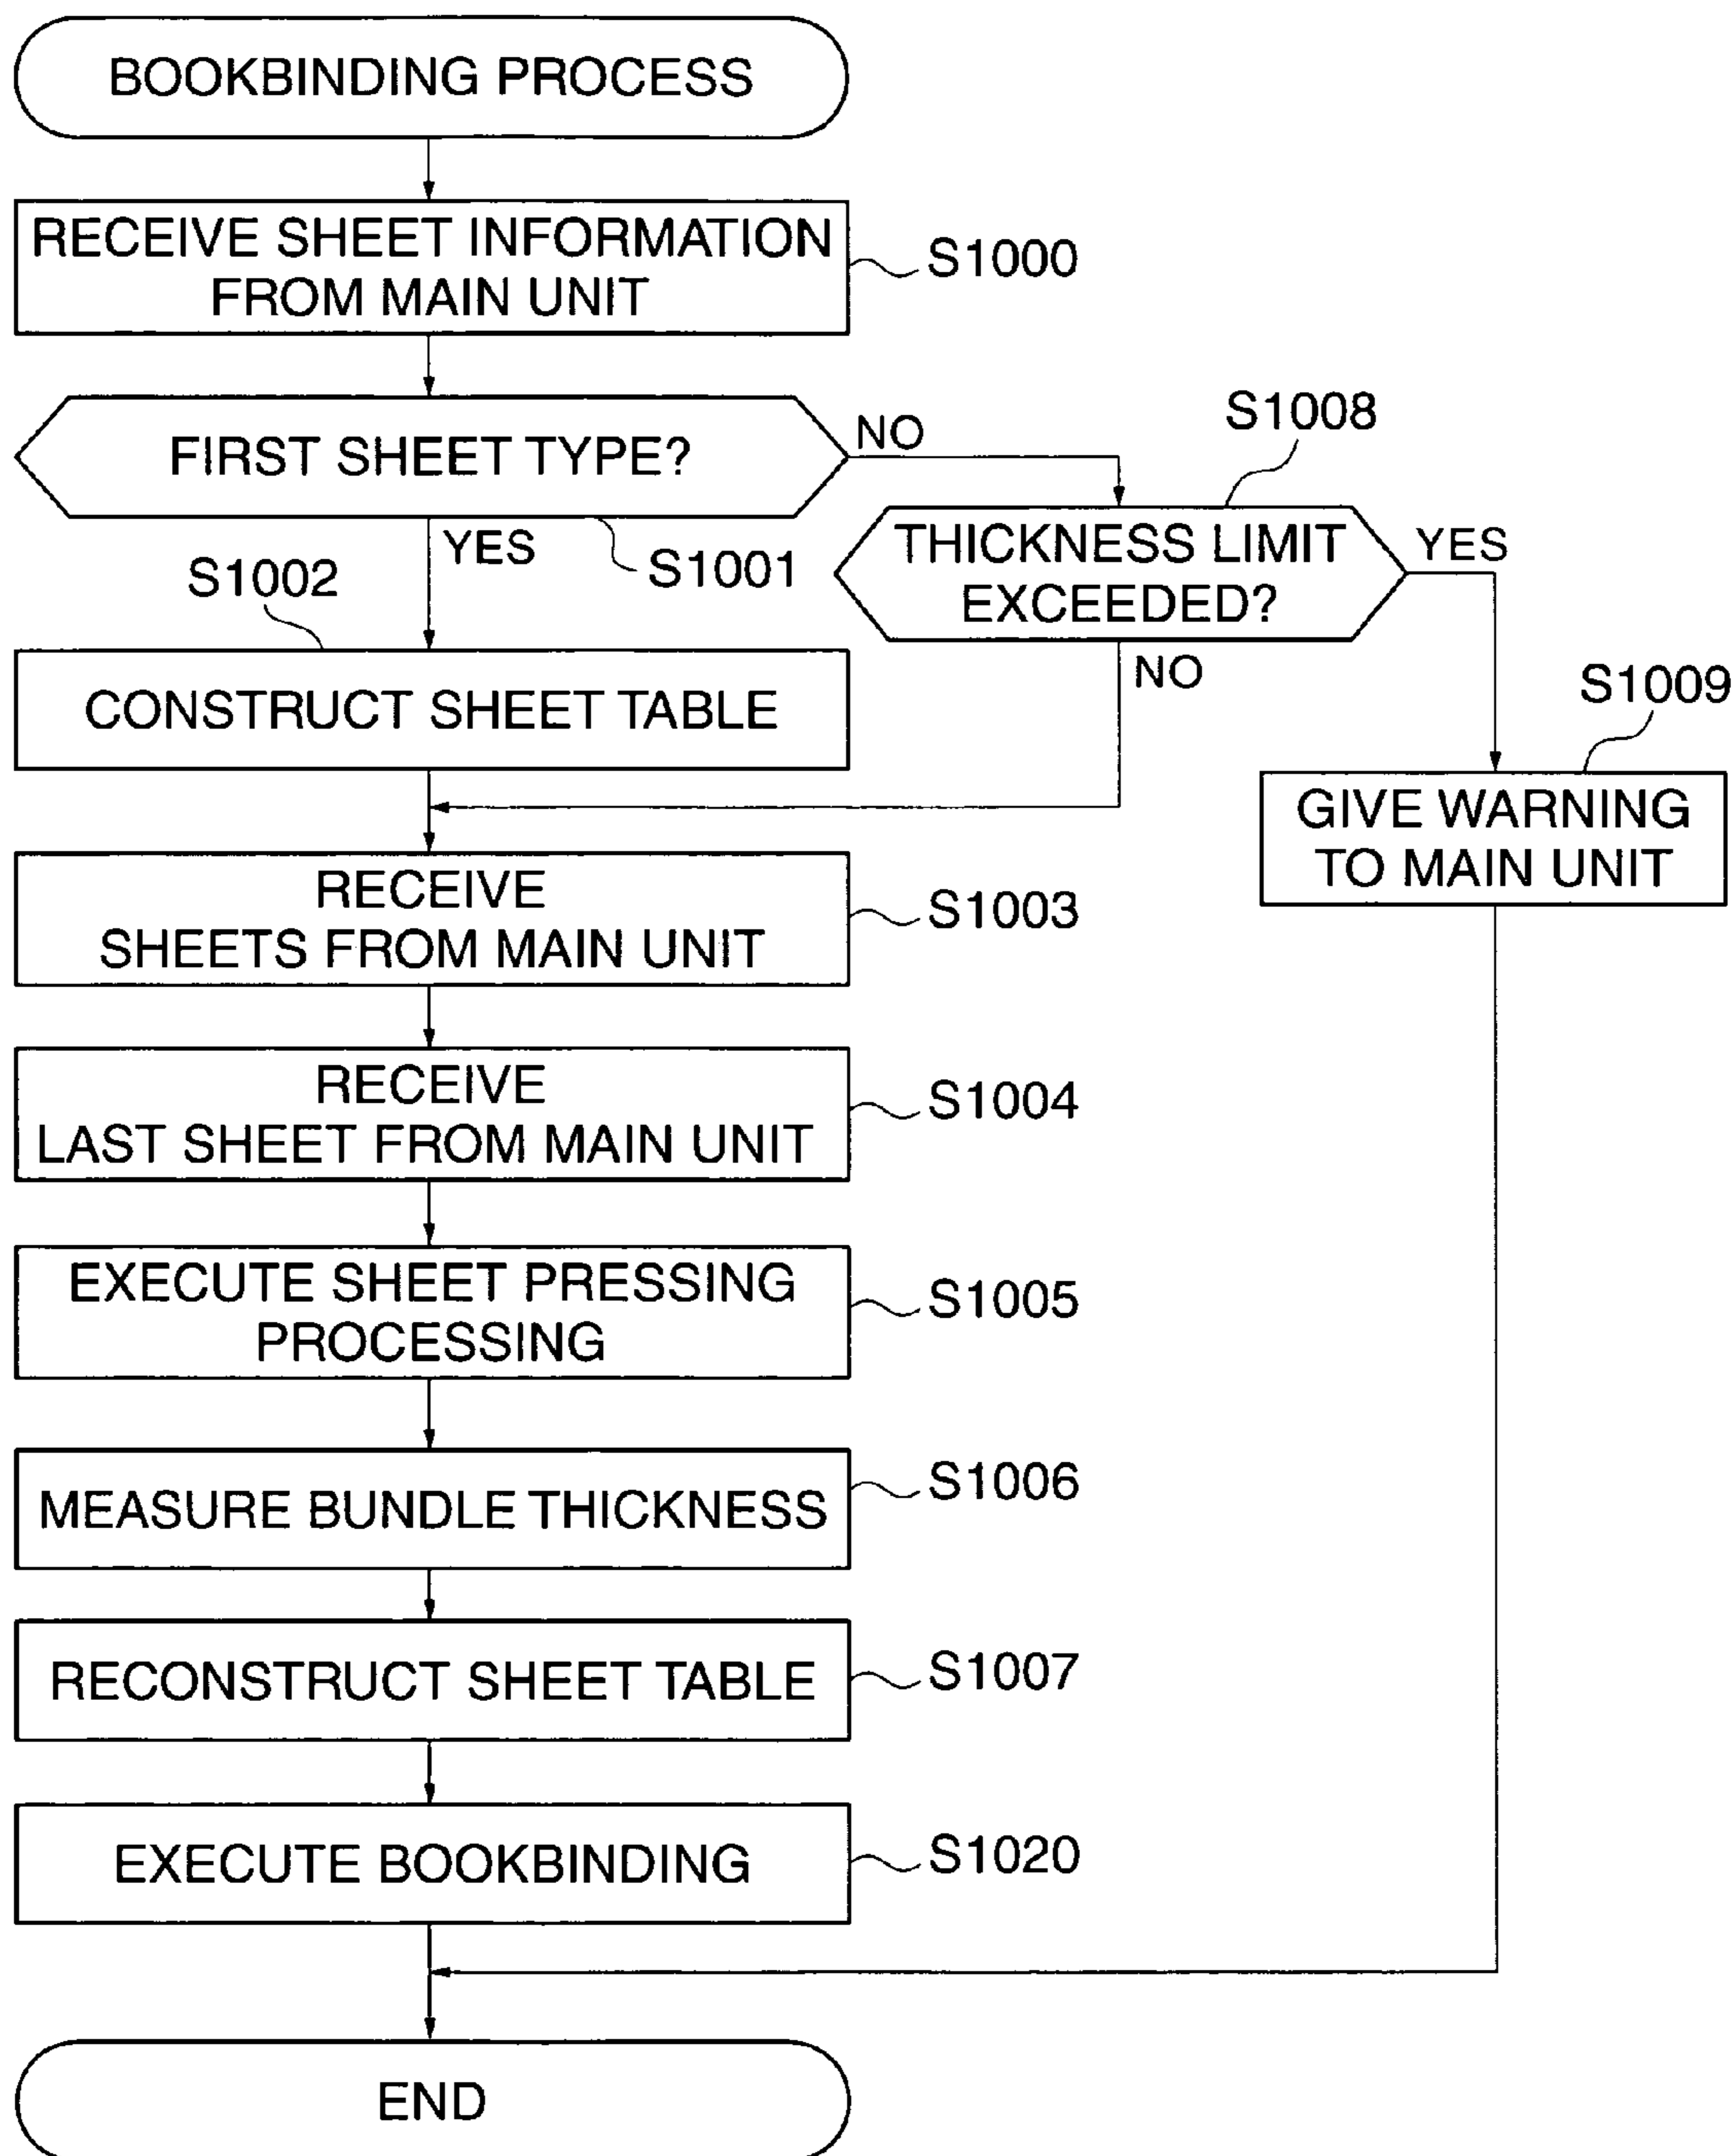 BOOKBINDING PROCESS
RECEIVE SHEET INFORMATION
FROM MAIN UNIT
S1000
FIRST SHEET TYPE?
NO
S1001
YES
S1008
THICKNESS LIMIT
EXCEEDED?
YES
NO
S1002
CONSTRUCT SHEET TABLE
S1009
GIVE WARNING
TO MAIN UNIT
RECEIVE
SHEETS FROM MAIN UNIT
S1003
RECEIVE
LAST SHEET FROM MAIN UNIT
S1004
EXECUTE SHEET PRESSING
PROCESSING
S1005
MEASURE BUNDLE THICKNESS
S1006
RECONSTRUCT SHEET TABLE
S1007
EXECUTE BOOKBINDING
S1020
END